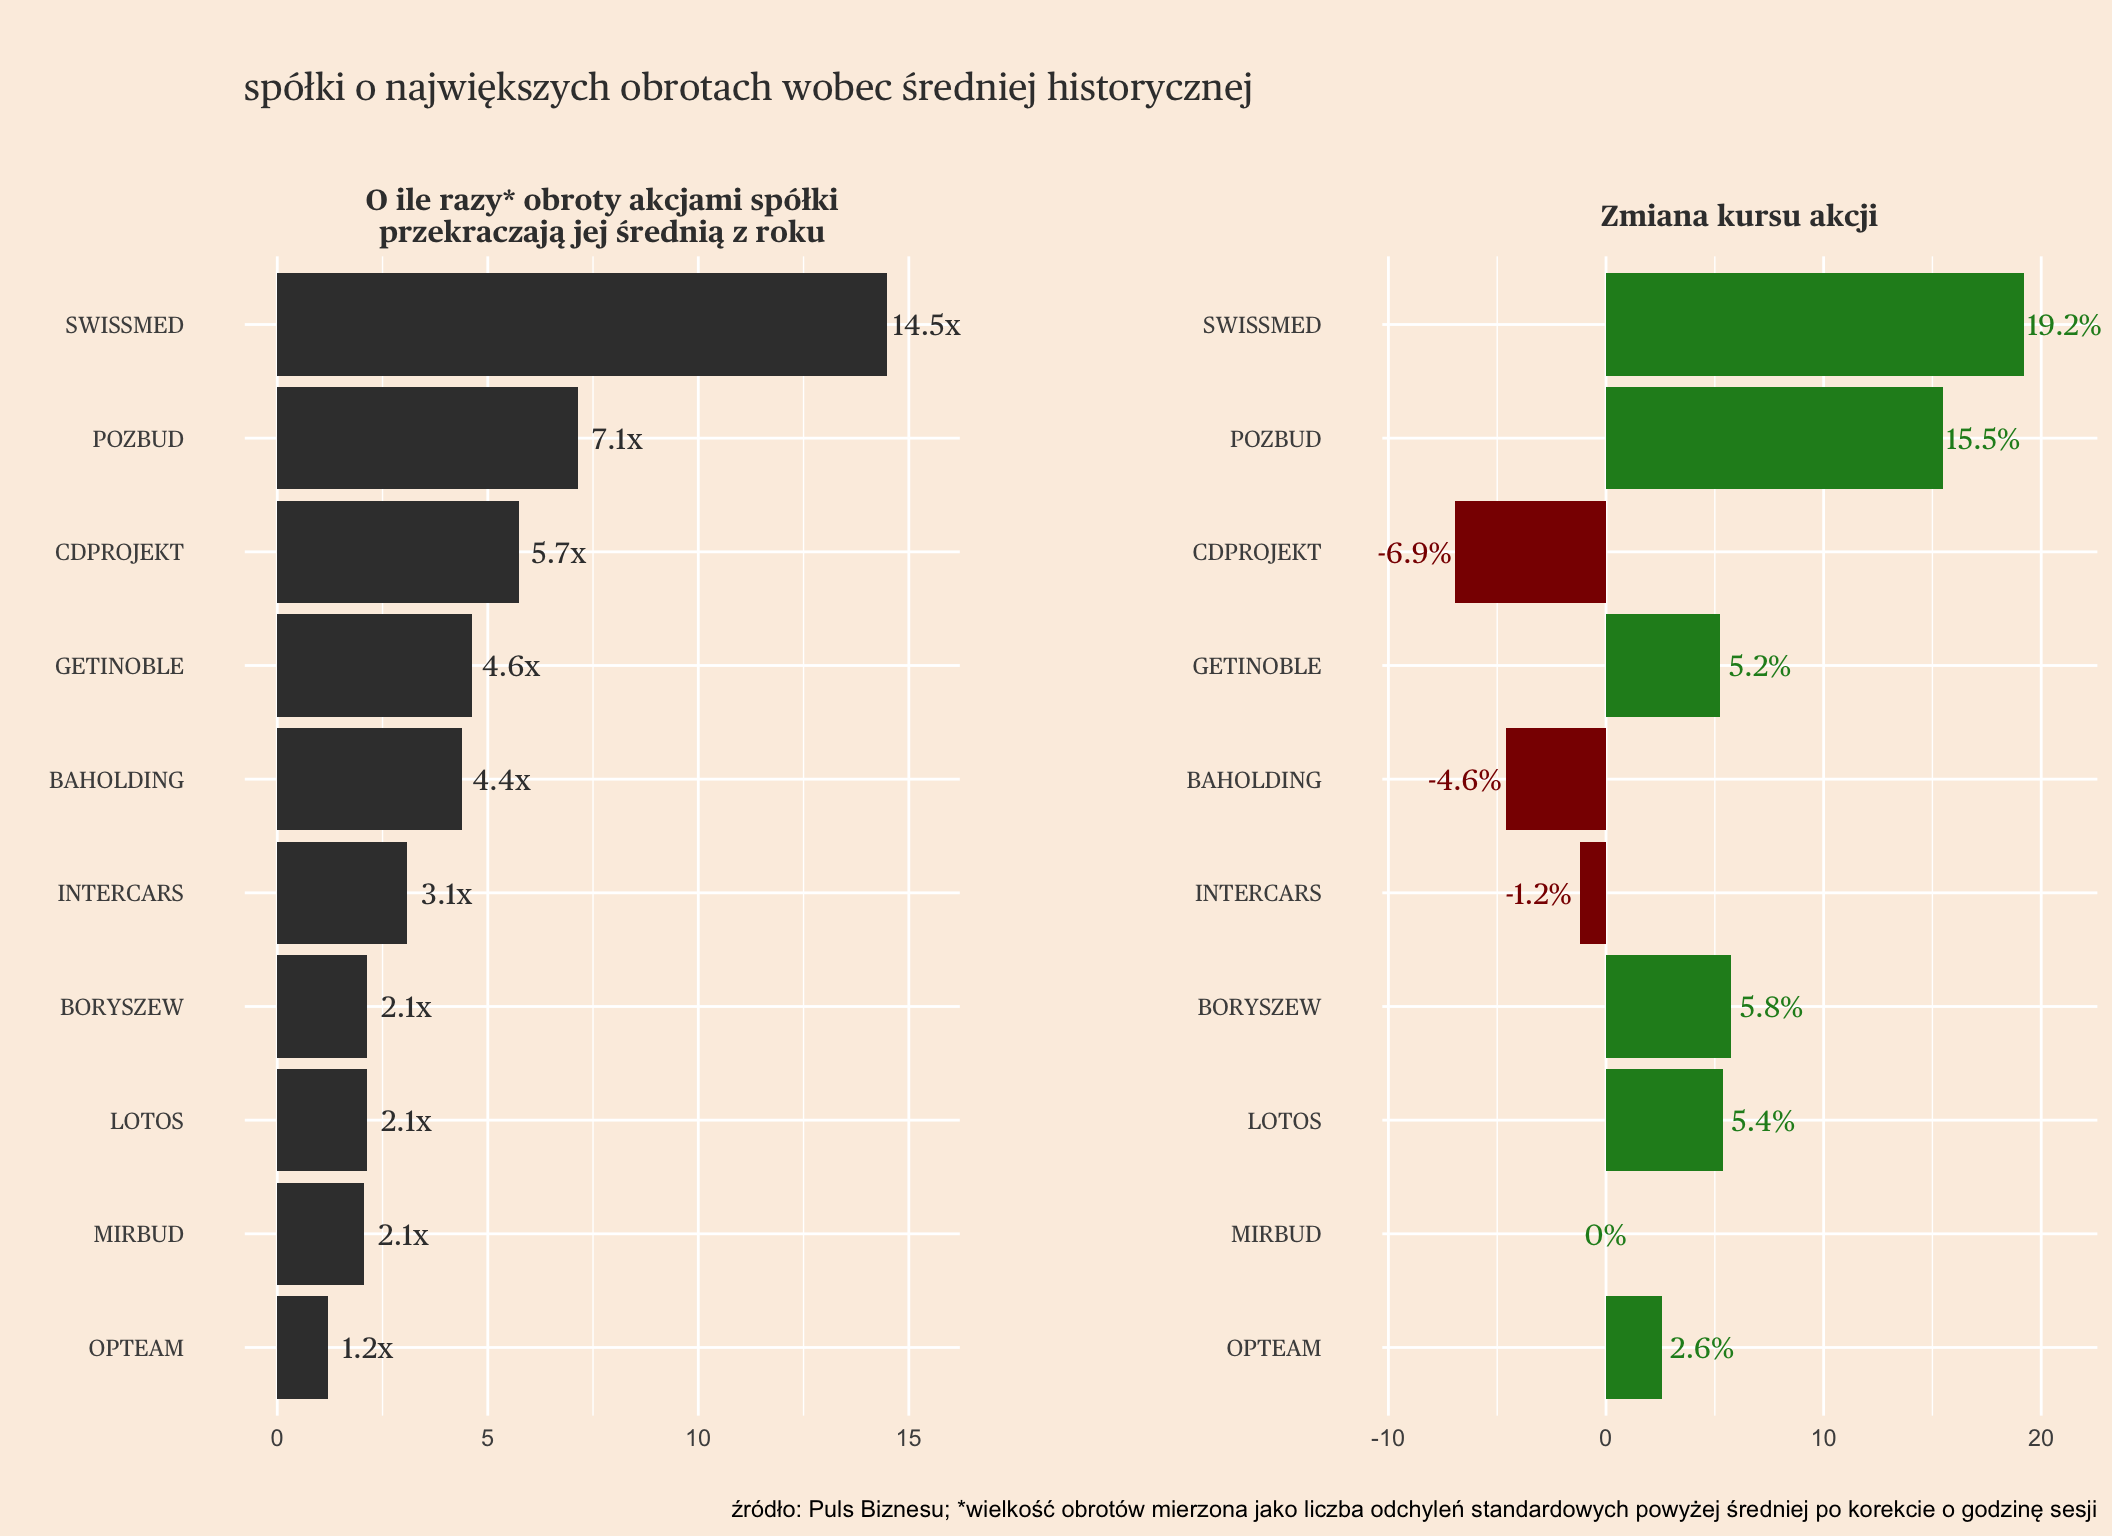 spółki o największych obrotach wobec średniej historycznej
O ile razy* obroty akcjami spółki
przekraczają jej średnią z roku
SWISSMED
14.5x
POZBUD
7.1x
CDPROJEKT
5.7x
GETINOBLE
4.6x
BAHOLDING
4.4x
INTERCARS
3.1x
BORYSZEW
2.1x
LOTOS
2.1x
MIRBUD
2.1x
OPTEAM
1.2x
0 5 10 15
Zmiana kursu akcji
SWISSMED
19.2%
POZBUD
15.5%
CDPROJEKT
-6.9%
GETINOBLE
5.2%
BAHOLDING
-4.6%
INTERCARS
-1.2%
BORYSZEW
5.8%
LOTOS
5.4%
MIRBUD
0%
OPTEAM
2.6%
-10 0 10 20
źródło: Puls Biznesu; *wielkość obrotów mierzona jako liczba odchyleń standardowych powyżej średniej po korekcie o godzinę sesji